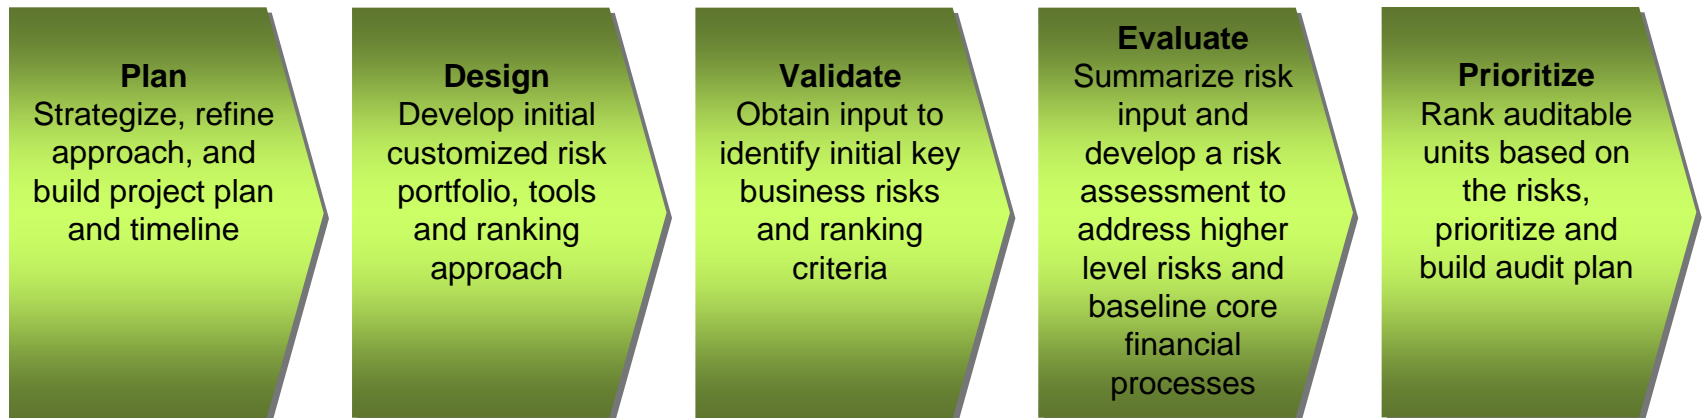 Plan
Strategize, refine
approach, and
build project plan
and timeline
Design
Develop initial
customized risk
portfolio, tools
and ranking
approach
Validate
Obtain input to
identify initial key
business risks
and ranking
criteria
Evaluate
Summarize risk
input and
develop a risk
assessment to
address higher
level risks and
baseline core
financial
processes
Prioritize
Rank auditable
units based on
the risks,
prioritize and
build audit plan